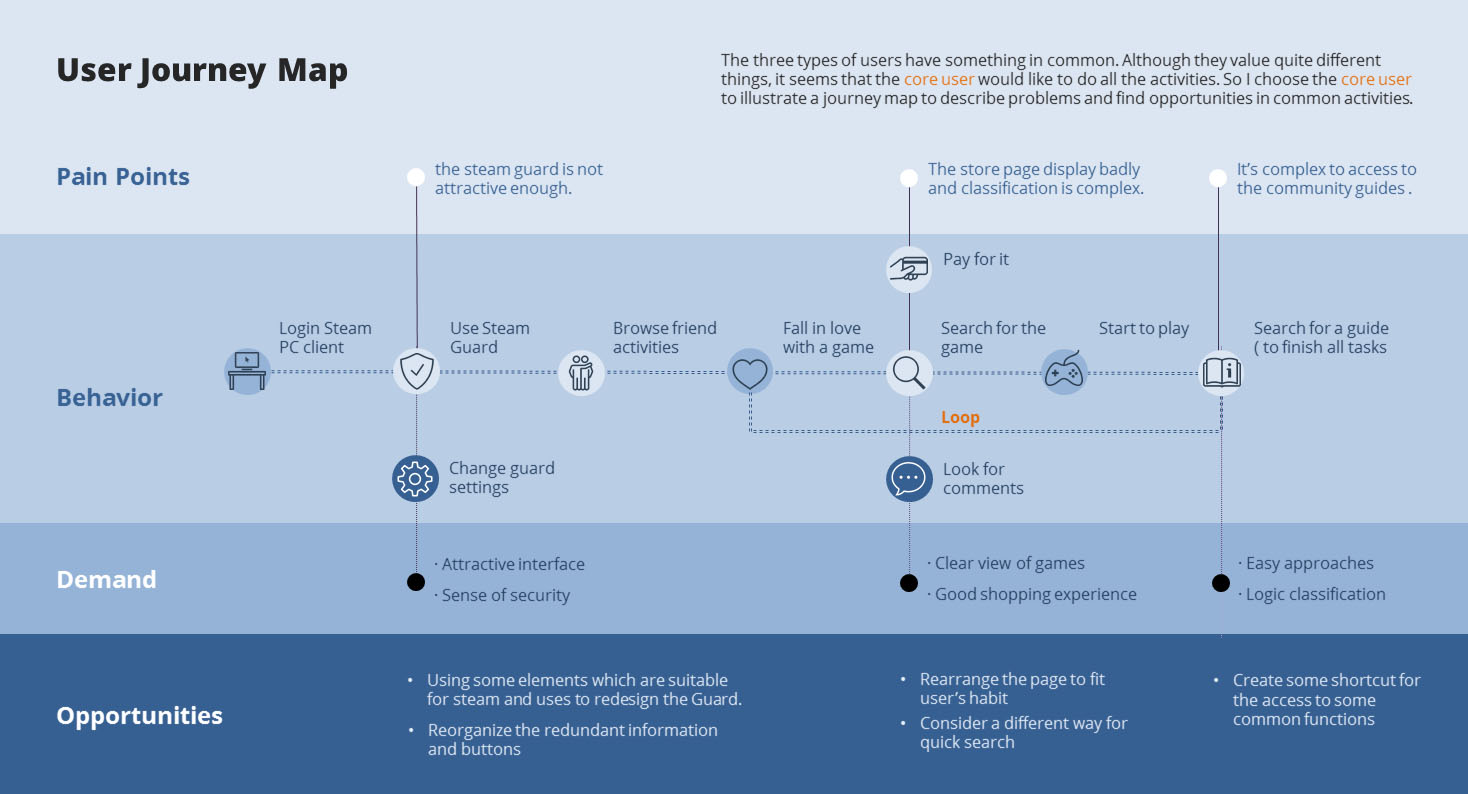 User Journey Map
The three types of users have something in common. Although they value quite different
things, it seems that the core user would like to do all the activities. So I choose the core user
to illustrate a journey map to describe problems and find opportunities in common activities.
Pain Points
the steam guard is not
attractive enough.
The store page display badly
and classification is complex.
It's complex to access to
the community guides .
Behavior
Pay for it
Login Steam
PC client
Use Steam
Guard
Browse friend
activities
Fall in love
with a game
Search for the
game
Start to play
Search for a guide
( to finish all tasks
Loop
Change guard
settings
Look for
comments
Demand
· Attractive interface
· Sense of security
· Clear view of games
· Good shopping experience
· Easy approaches
· Logic classification
Opportunities
• Using some elements which are suitable
for steam and uses to redesign the Guard.
• Reorganize the redundant information
and buttons
• Rearrange the page to fit
user's habit
• Consider a different way for
quick search
• Create some shortcut for
the access to some
common functions